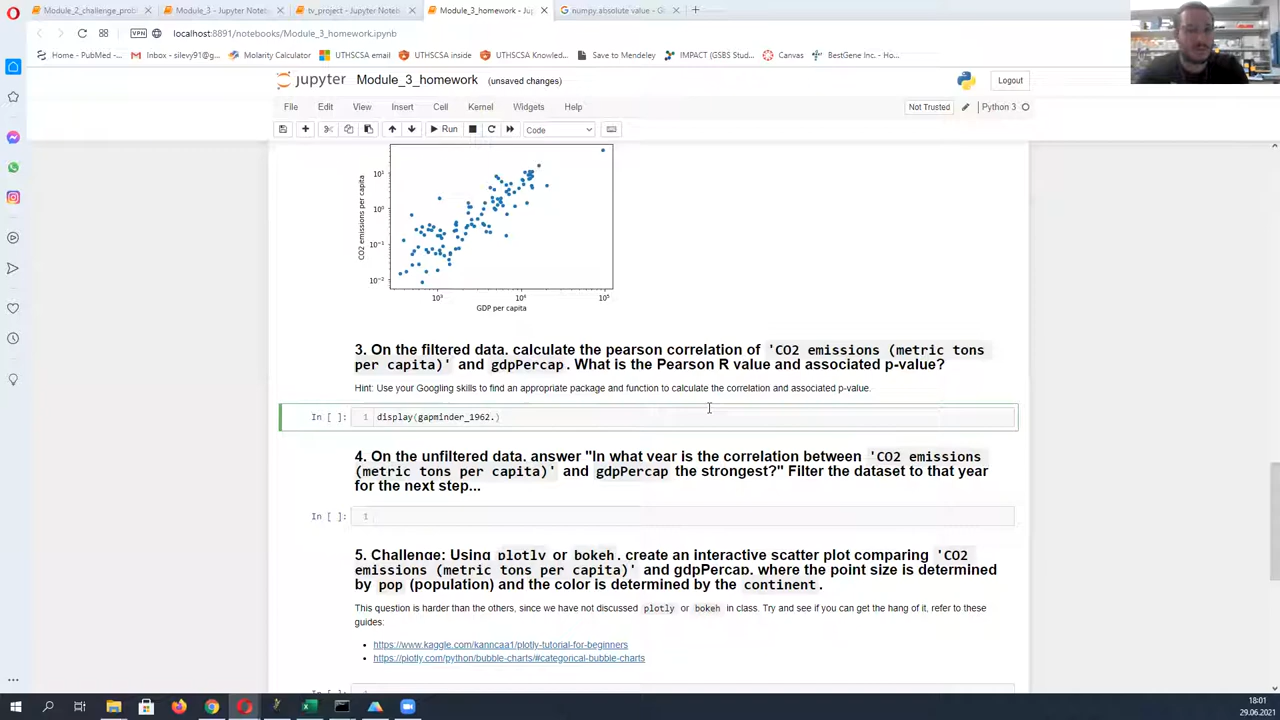 Module_2_challenge_prob
Module_3 - Jupyter Noteb
tv_project - Jupyter Noteb
Module_3_homework - Ju
numpy.absolute value - G
VPN
localhost:8891/notebooks/Module_3_homework.ipynb
Home - PubMed -...
Inbox - silevy91@g...
Molarity Calculator
UTHSCSA email
UTHSCSA Inside
UTHSCSA Knowled...
Save to Mendeley
IMPACT (GSBS Stud...
Canvas
BestGene Inc. - Ho...
jupyter Module_3_homework (unsaved changes)
Logout
File Edit View Insert Cell Kernel Widgets Help
Not Trusted
Python 3
Run
Code
CO2 emissions per capita
10¹
10⁰
10⁻¹
10⁻²
10³ 10⁴ 10⁵
GDP per capita
3. On the filtered data, calculate the pearson correlation of 'CO2 emissions (metric tons
per capita)' and gdpPercap. What is the Pearson R value and associated p-value?
Hint: Use your Googling skills to find an appropriate package and function to calculate the correlation and associated p-value.
In [ ]: 1 display(gapminder_1962.)
4. On the unfiltered data, answer "In what year is the correlation between 'CO2 emissions
(metric tons per capita)' and gdpPercap the strongest?" Filter the dataset to that year
for the next step...
In [ ]: 1
5. Challenge: Using plotly or bokeh, create an interactive scatter plot comparing 'CO2
emissions (metric tons per capita)' and gdpPercap, where the point size is determined
by pop (population) and the color is determined by the continent.
This question is harder than the others, since we have not discussed plotly or bokeh in class. Try and see if you can get the hang of it, refer to these
guides:
https://www.kaggle.com/kanncaa1/plotly-tutorial-for-beginners
https://plotly.com/python/bubble-charts/#categorical-bubble-charts
18:01
29.06.2021